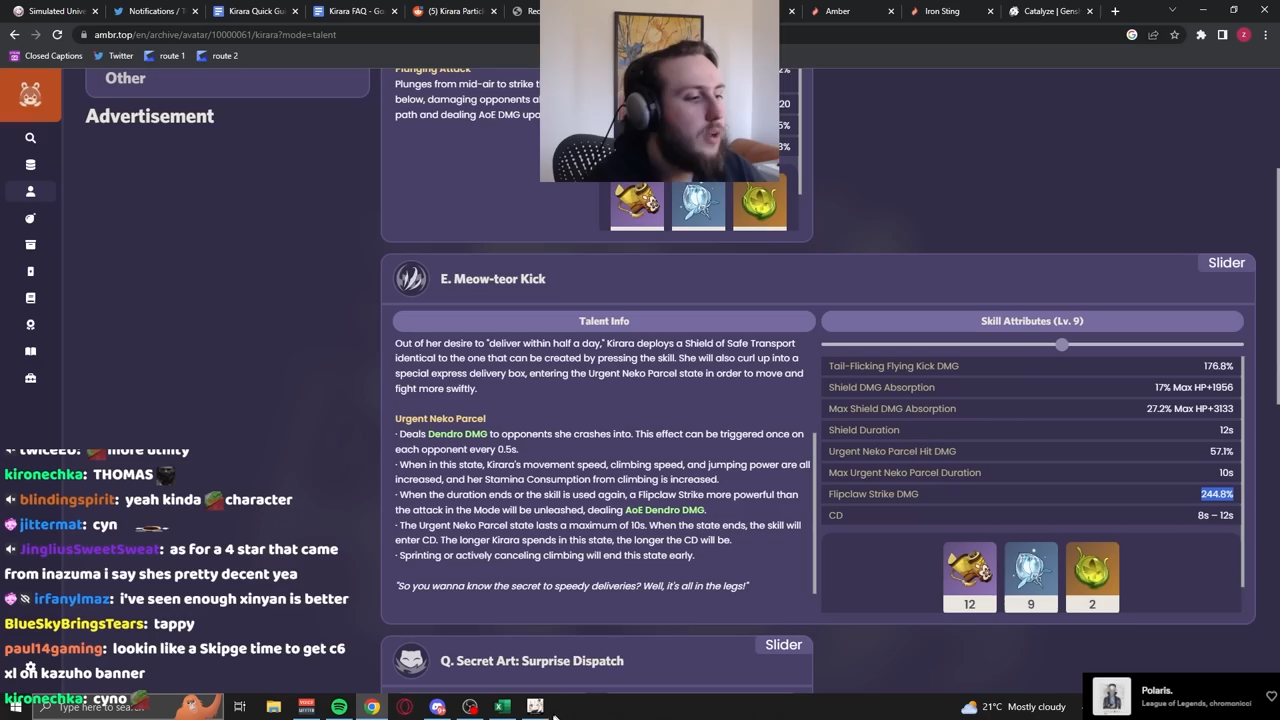 Simulated Univer
Notifications / T
Kirara Quick Gui
Kirara FAQ - Go
(5) Kirara Particl
Rec
Amber
Iron Sting
Catalyze | Gensh
ambr.top/en/archive/avatar/10000061/kirara?mode=talent
Closed Captions
Twitter
route 1
route 2
Other
Advertisement
Plunging Attack
Plunges from mid-air to strike t
below, damaging opponents a
path and dealing AoE DMG upo
2%
20
5%
3%
E. Meow-teor Kick
Slider
Talent Info
Out of her desire to "deliver within half a day," Kirara deploys a Shield of Safe Transport
identical to the one that can be created by pressing the skill. She will also curl up into a
special express delivery box, entering the Urgent Neko Parcel state in order to move and
fight more swiftly.
Urgent Neko Parcel
· Deals Dendro DMG to opponents she crashes into. This effect can be triggered once on
each opponent every 0.5s.
· When in this state, Kirara's movement speed, climbing speed, and jumping power are all
increased, and her Stamina Consumption from climbing is increased.
· When the duration ends or the skill is used again, a Flipclaw Strike more powerful than
the attack in the Mode will be unleashed, dealing AoE Dendro DMG.
· The Urgent Neko Parcel state lasts a maximum of 10s. When the state ends, the skill will
enter CD. The longer Kirara spends in this state, the longer the CD will be.
· Sprinting or actively canceling climbing will end this state early.
"So you wanna know the secret to speedy deliveries? Well, it's all in the legs!"
Skill Attributes (Lv. 9)
Tail-Flicking Flying Kick DMG 176.8%
Shield DMG Absorption 17% Max HP+1956
Max Shield DMG Absorption 27.2% Max HP+3133
Shield Duration 12s
Urgent Neko Parcel Hit DMG 57.1%
Max Urgent Neko Parcel Duration 10s
Flipclaw Strike DMG 244.8%
CD 8s – 12s
12 9 2
Q. Secret Art: Surprise Dispatch
Slider
more utility
kironechka: THOMAS
blindingspirit: yeah kinda character
jittermat: cyn
JingliusSweetSweat: as for a 4 star that came
from inazuma i say shes pretty decent yea
irfanylmaz: i've seen enough xinyan is better
BlueSkyBringsTears: tappy
paul14gaming: lookin like a Skipge time to get c6
xl on kazuho banner
kironechka: cyno
Type here to searc
21°C Mostly cloudy
Polaris.
League of Legends, chromonicci